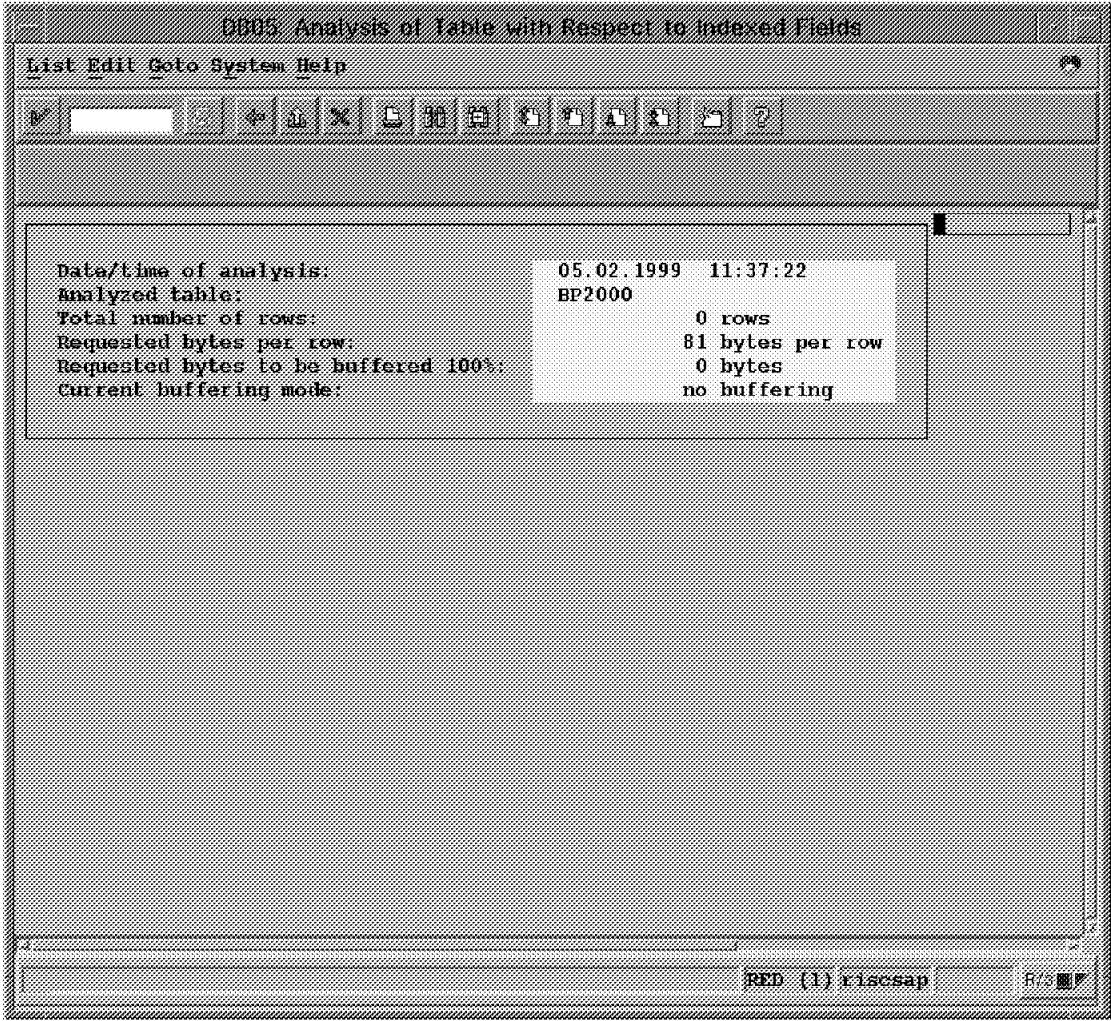 DB05: Analysis of Table with Respect to Indexed Fields
List Edit Goto System Help
Date/time of analysis: 05.02.1999 11:37:22
Analyzed table: BP2000
Total number of rows: 0 rows
Requested bytes per row: 81 bytes per row
Requested bytes to be buffered 100%: 0 bytes
Current buffering mode: no buffering
RED (1) riscsap R/3